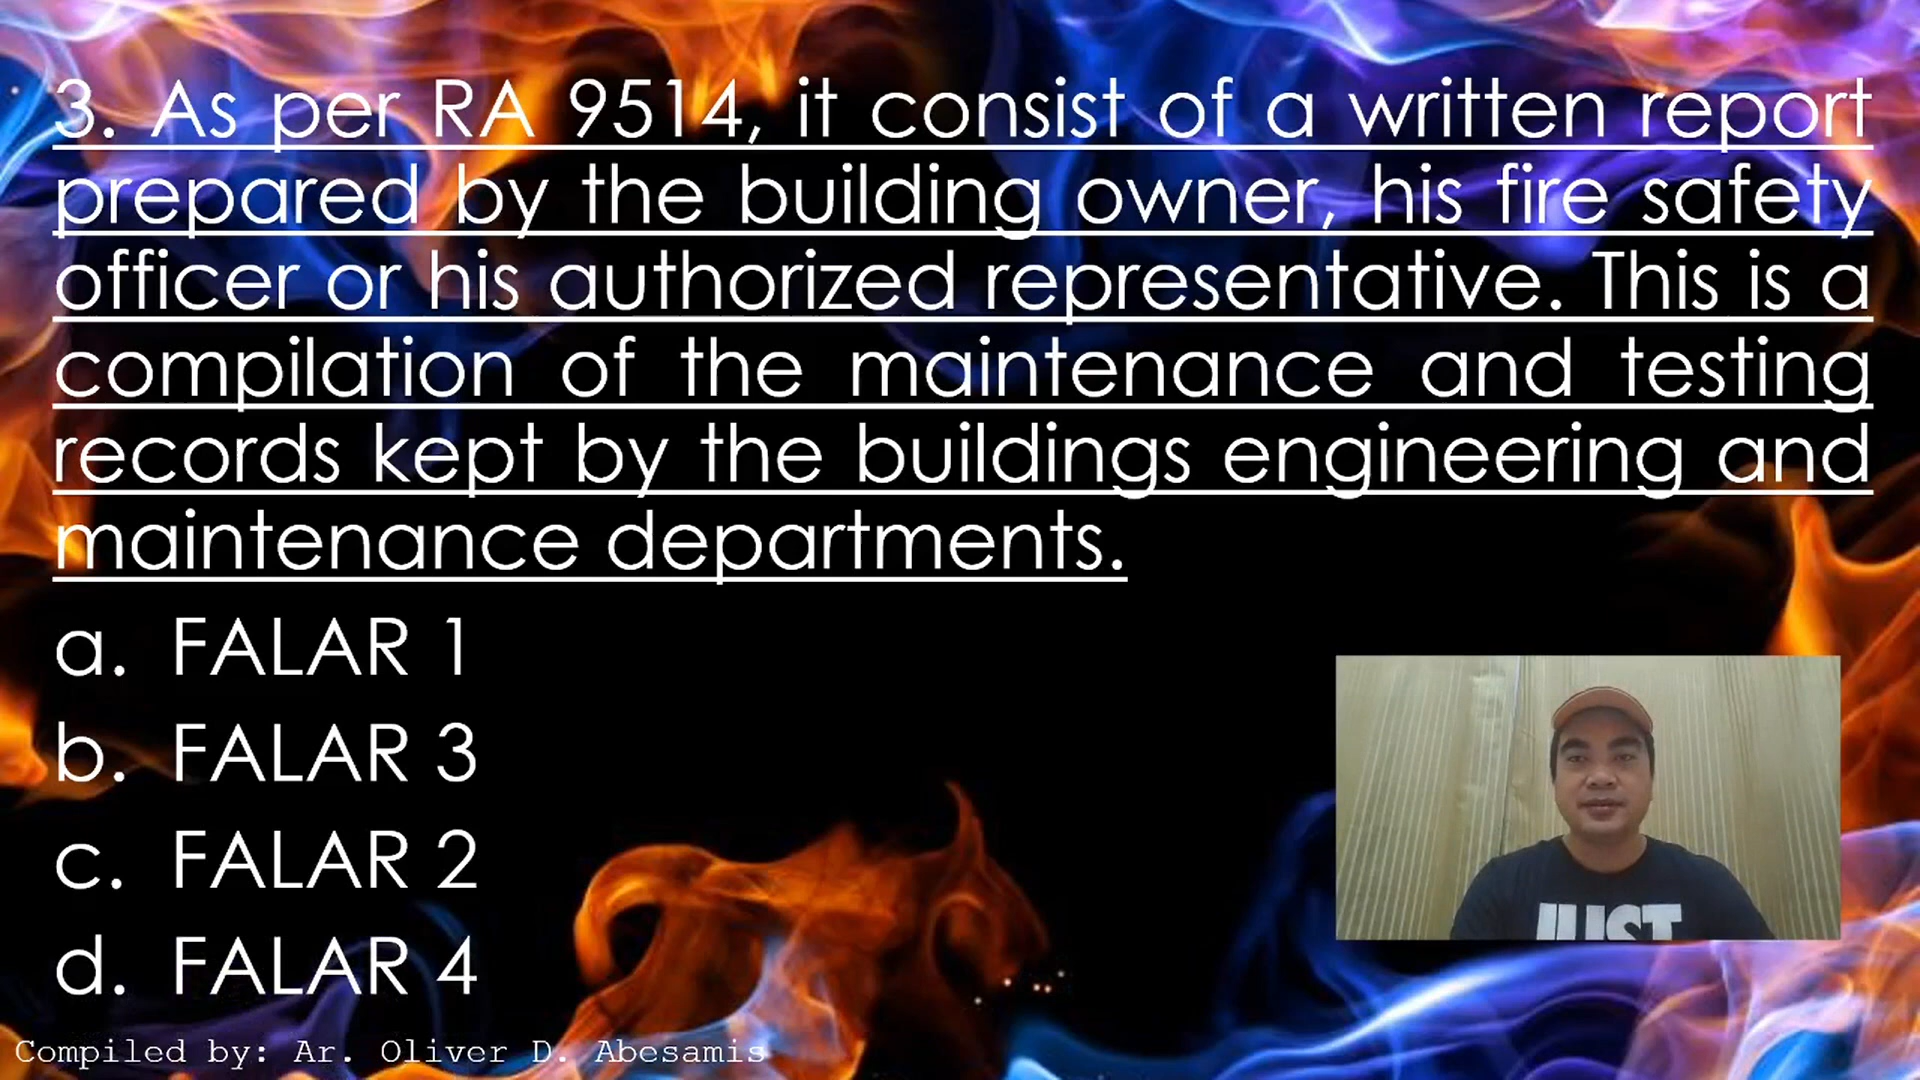 3. As per RA 9514, it consist of a written report
prepared by the building owner, his fire safety
officer or his authorized representative. This is a
compilation of the maintenance and testing
records kept by the buildings engineering and
maintenance departments.
a. FALAR 1
b. FALAR 3
c. FALAR 2
d. FALAR 4
JUST
Compiled by: Ar. Oliver D. Abesamis